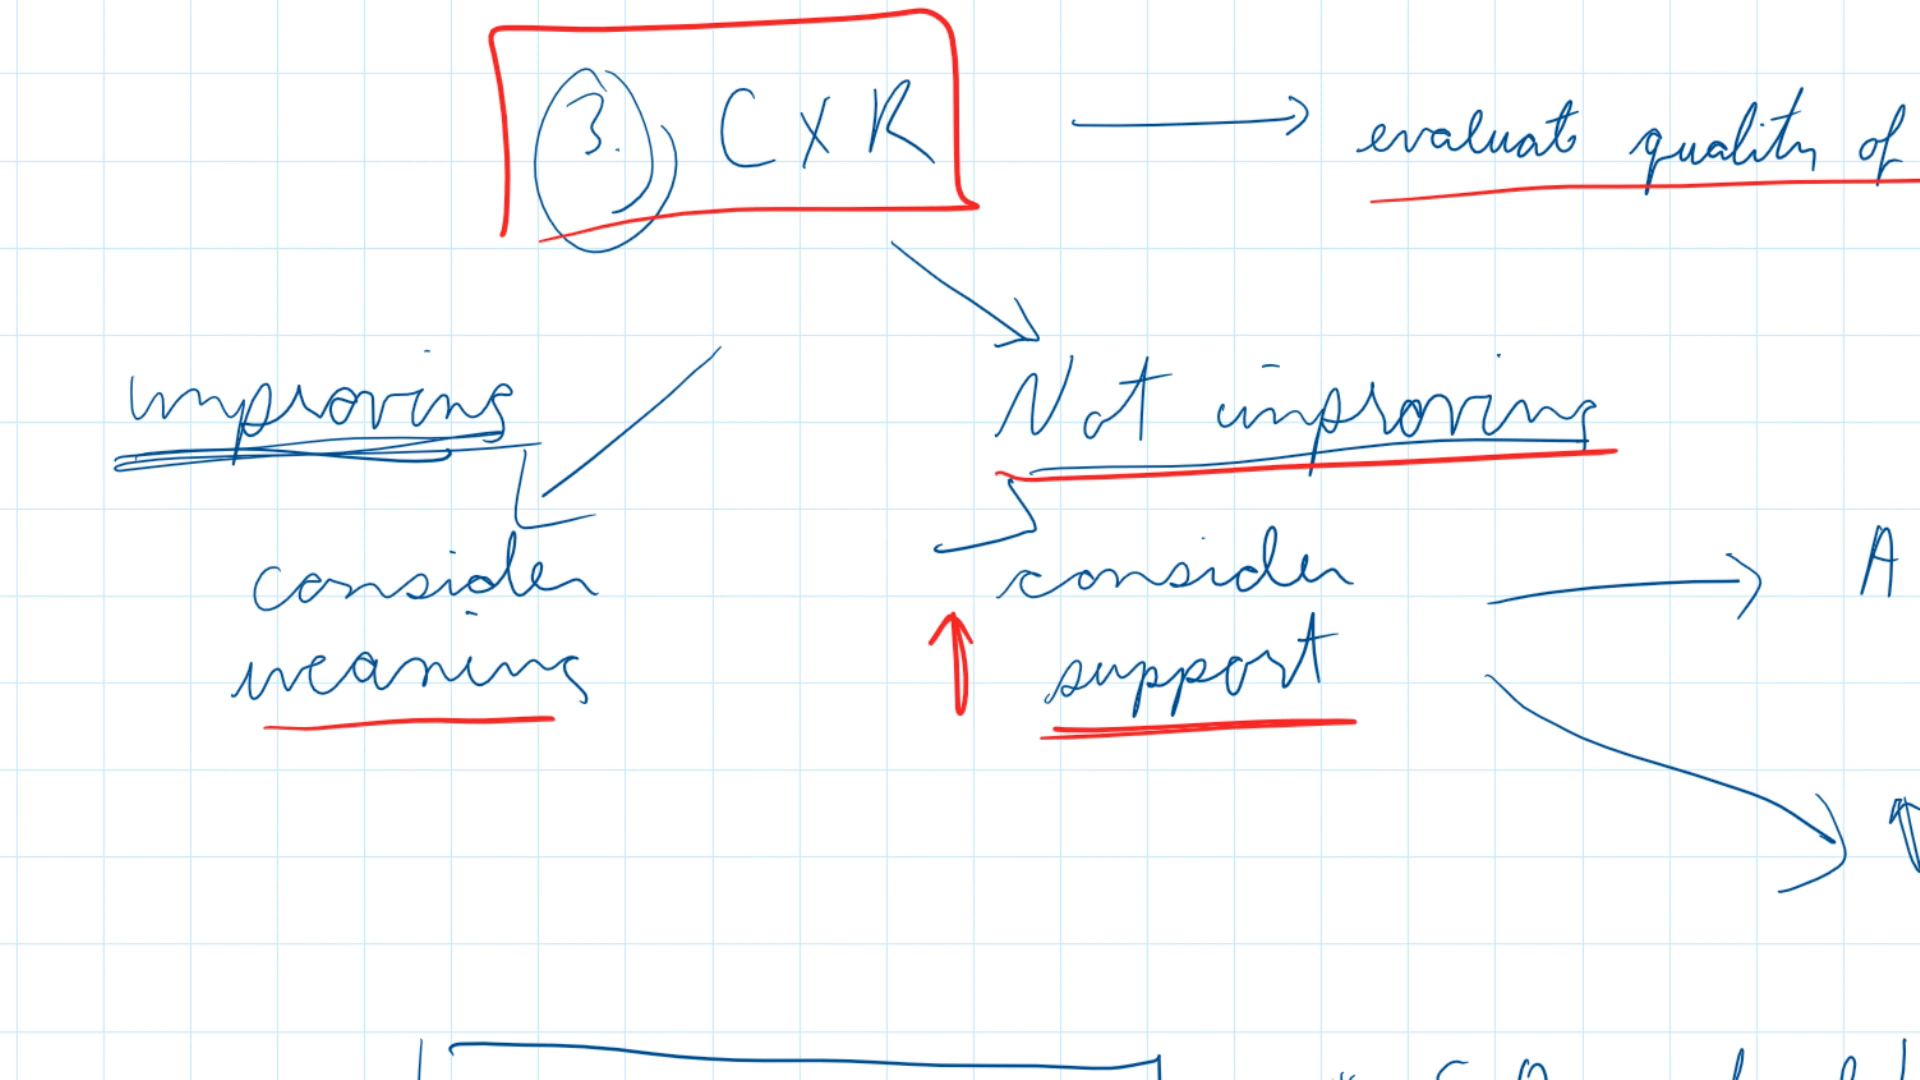 3.) CXR → evaluate quality of
improving
Not improving
consider
weaning
↑ consider
support
→ A